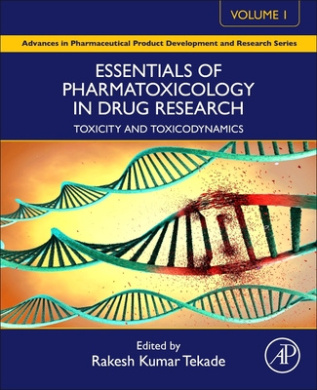 VOLUME I
Advances in Pharmaceutical Product Development and Research Series
ESSENTIALS OF
PHARMATOXICOLOGY
IN DRUG RESEARCH
TOXICITY AND TOXICODYNAMICS
Edited by
Rakesh Kumar Tekade
AP